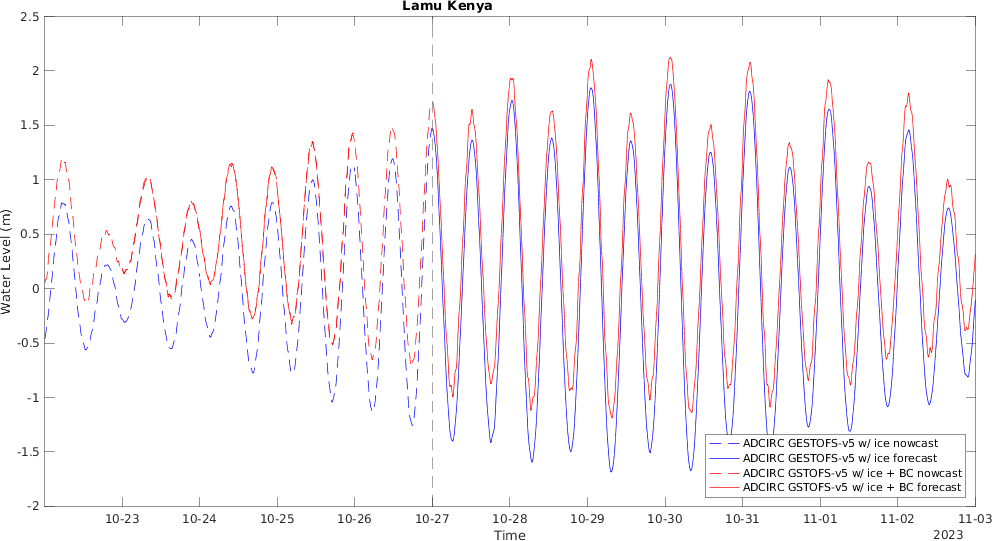 Lamu Kenya
2.5
2
1.5
1
0.5
0
-0.5
-1
-1.5
-2
Water Level (m)
10-23 10-24 10-25 10-26 10-27 10-28 10-29 10-30 10-31 11-01 11-02 11-03
Time
2023
ADCIRC GESTOFS-v5 w/ ice nowcast
ADCIRC GESTOFS-v5 w/ ice forecast
ADCIRC GSTOFS-v5 w/ ice + BC nowcast
ADCIRC GSTOFS-v5 w/ ice + BC forecast